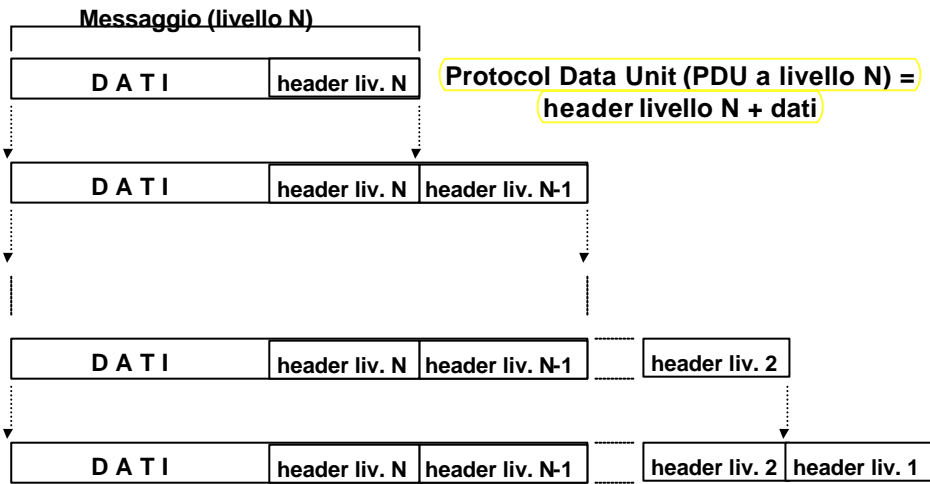 Messaggio (livello N)
D A T I header liv. N
Protocol Data Unit (PDU a livello N) =
header livello N + dati
D A T I header liv. N header liv. N-1
D A T I header liv. N header liv. N-1 header liv. 2
D A T I header liv. N header liv. N-1 header liv. 2 header liv. 1